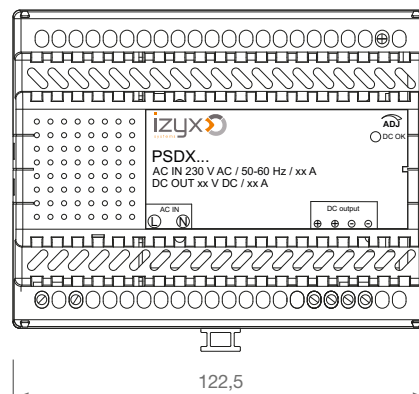 izyx
systems
ADJ
DC OK
PSDX...
AC IN 230 V AC / 50-60 Hz / xx A
DC OUT xx V DC / xx A
AC IN
L N
DC output
+ + - -
122,5